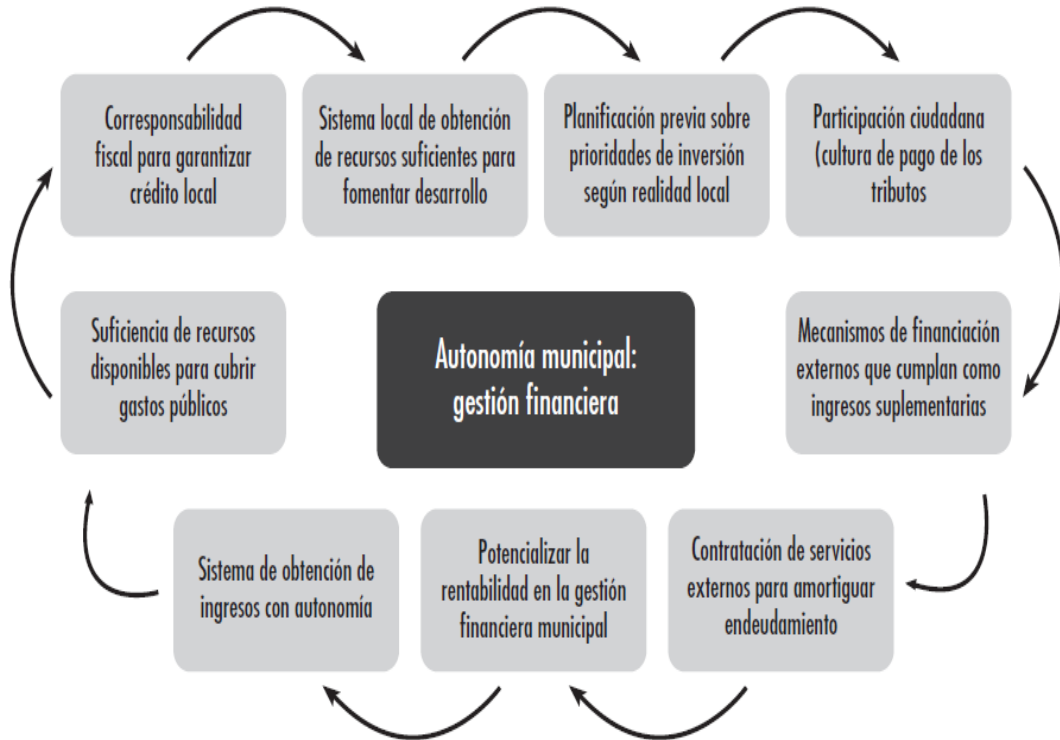 Corresponsabilidad
fiscal para garantizar
crédito local
Sistema local de obtención
de recursos suficientes para
fomentar desarrollo
Planificación previa sobre
prioridades de inversión
según realidad local
Participación ciudadana
(cultura de pago de los
tributos
Suficiencia de recursos
disponibles para cubrir
gastos públicos
Autonomía municipal:
gestión financiera
Mecanismos de financiación
externos que cumplan como
ingresos suplementarias
Sistema de obtención de
ingresos con autonomía
Potencializar la
rentabilidad en la gestión
financiera municipal
Contratación de servicios
externos para amortiguar
endeudamiento